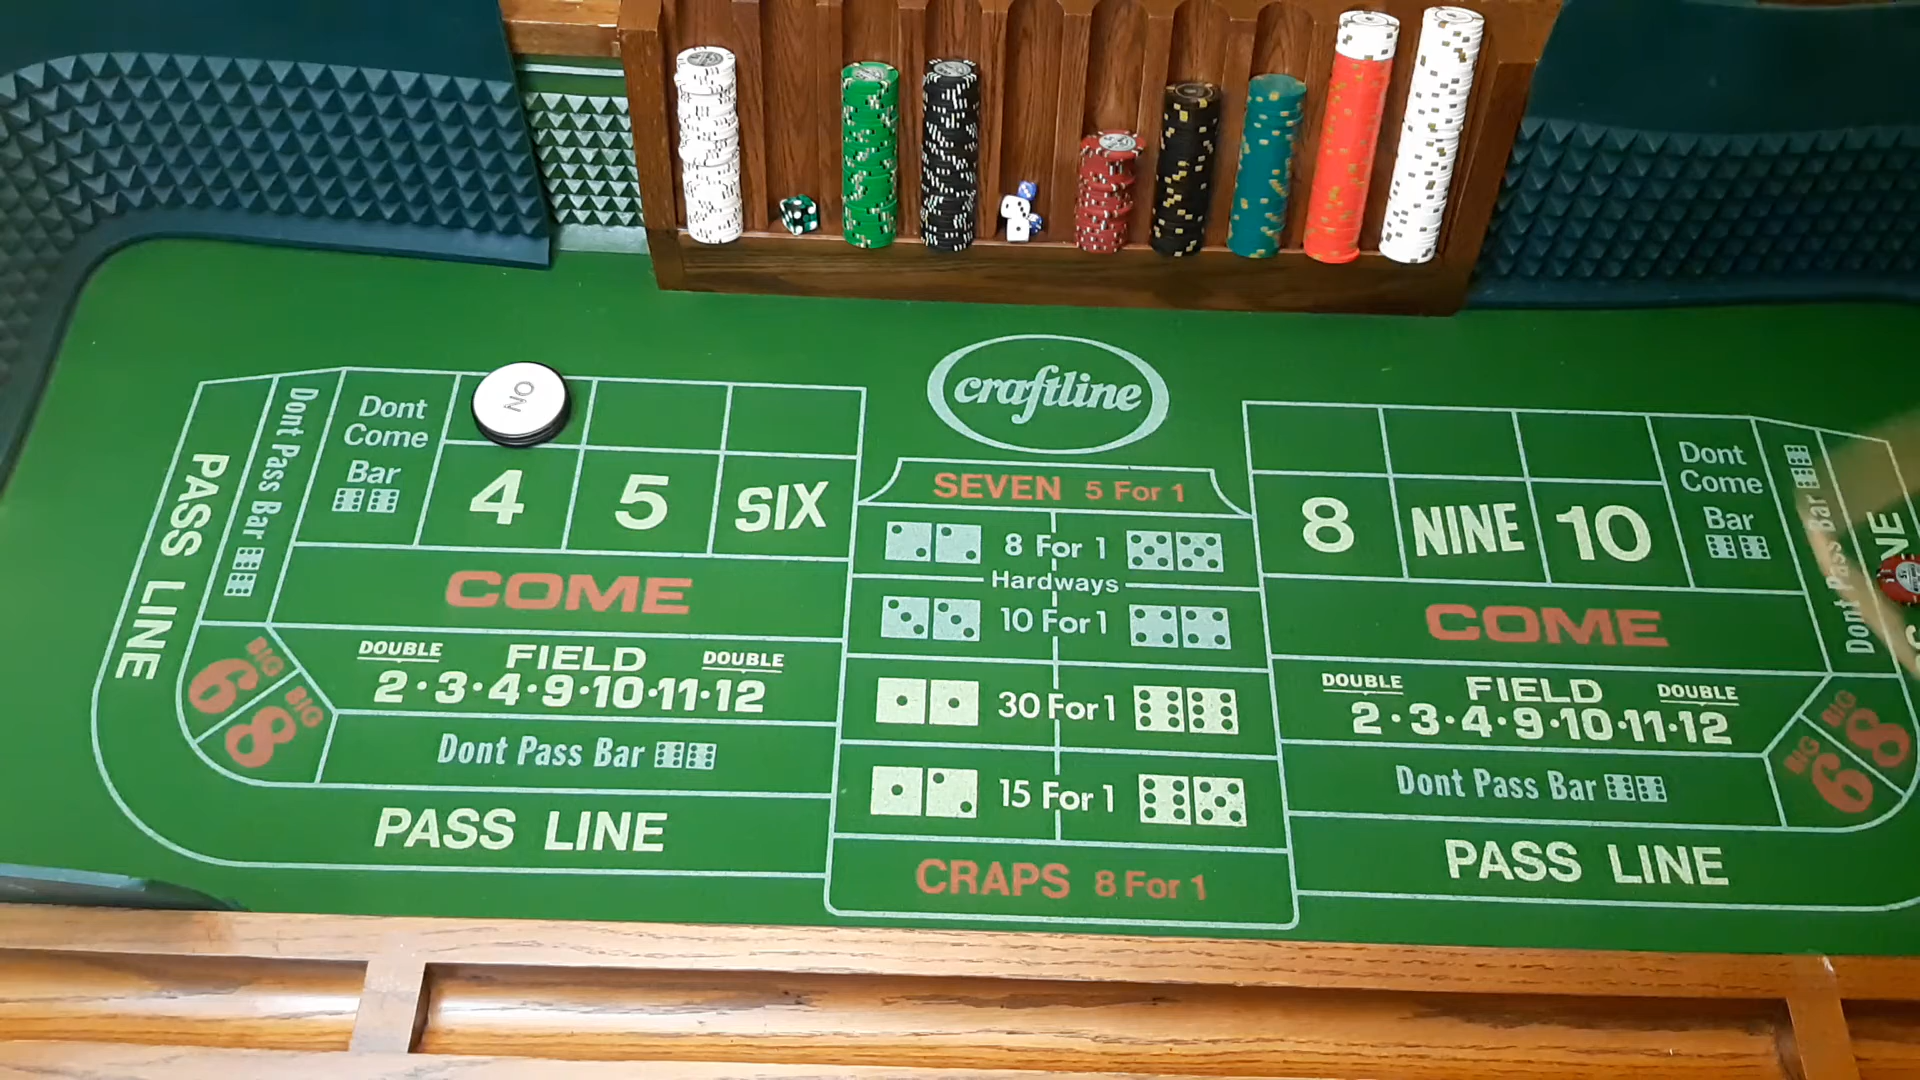 craftline
ON
PASS LINE
Dont Pass Bar
Dont
Come
Bar
4
5
SIX
COME
DOUBLE FIELD DOUBLE
2·3·4·9·10·11·12
BIG
6
BIG
8
Dont Pass Bar
PASS LINE
SEVEN 5 For 1
8 For 1
Hardways
10 For 1
30 For 1
15 For 1
CRAPS 8 For 1
8
NINE
10
Dont
Come
Bar
Dont Pass Bar
COME
DOUBLE FIELD DOUBLE
2·3·4·9·10·11·12
BIG
6
BIG
8
Dont Pass Bar
PASS LINE